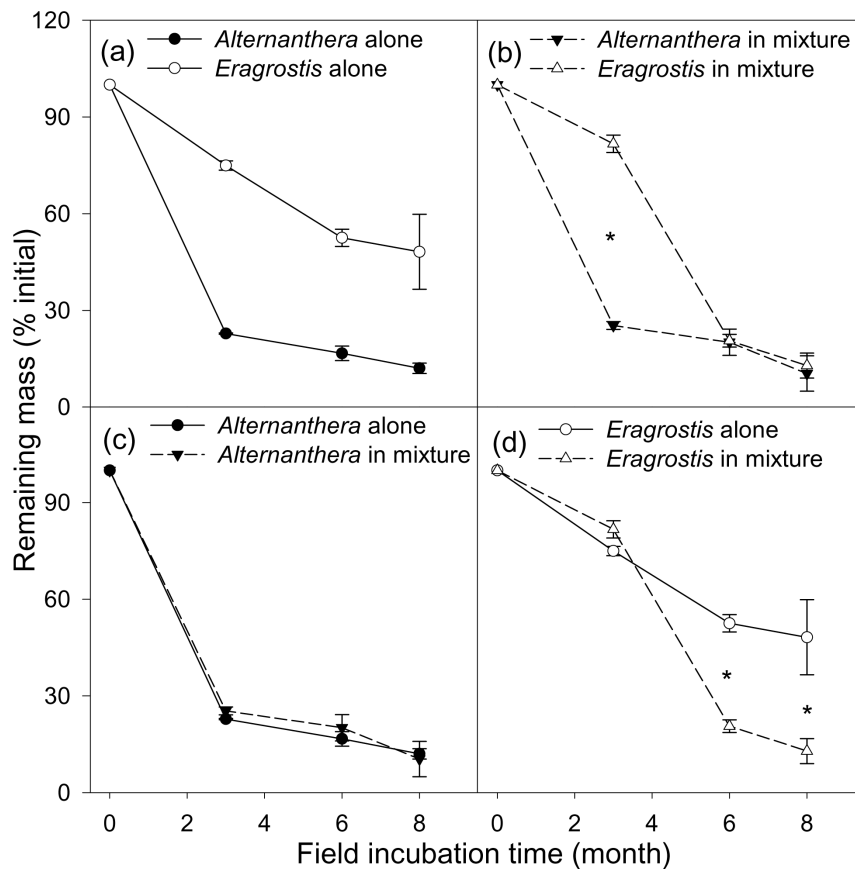 120
90
60
30
0
(a)
Alternanthera alone
Eragrostis alone
(b)
Alternanthera in mixture
Eragrostis in mixture
*
90
60
30
0
(c)
Alternanthera alone
Alternanthera in mixture
(d)
Eragrostis alone
Eragrostis in mixture
*
*
0 2 4 6 8
0 2 4 6 8
Remaining mass (% initial)
Field incubation time (month)